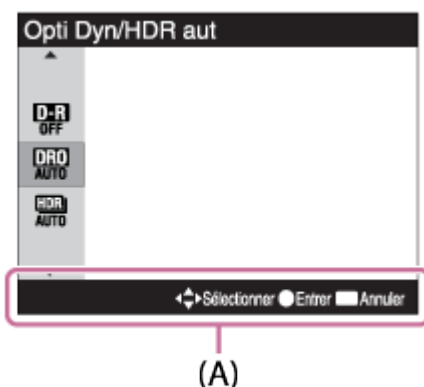 Opti Dyn/HDR aut
D-R
OFF
DRO
AUTO
HDR
AUTO
Sélectionner Entrer Annuler
(A)